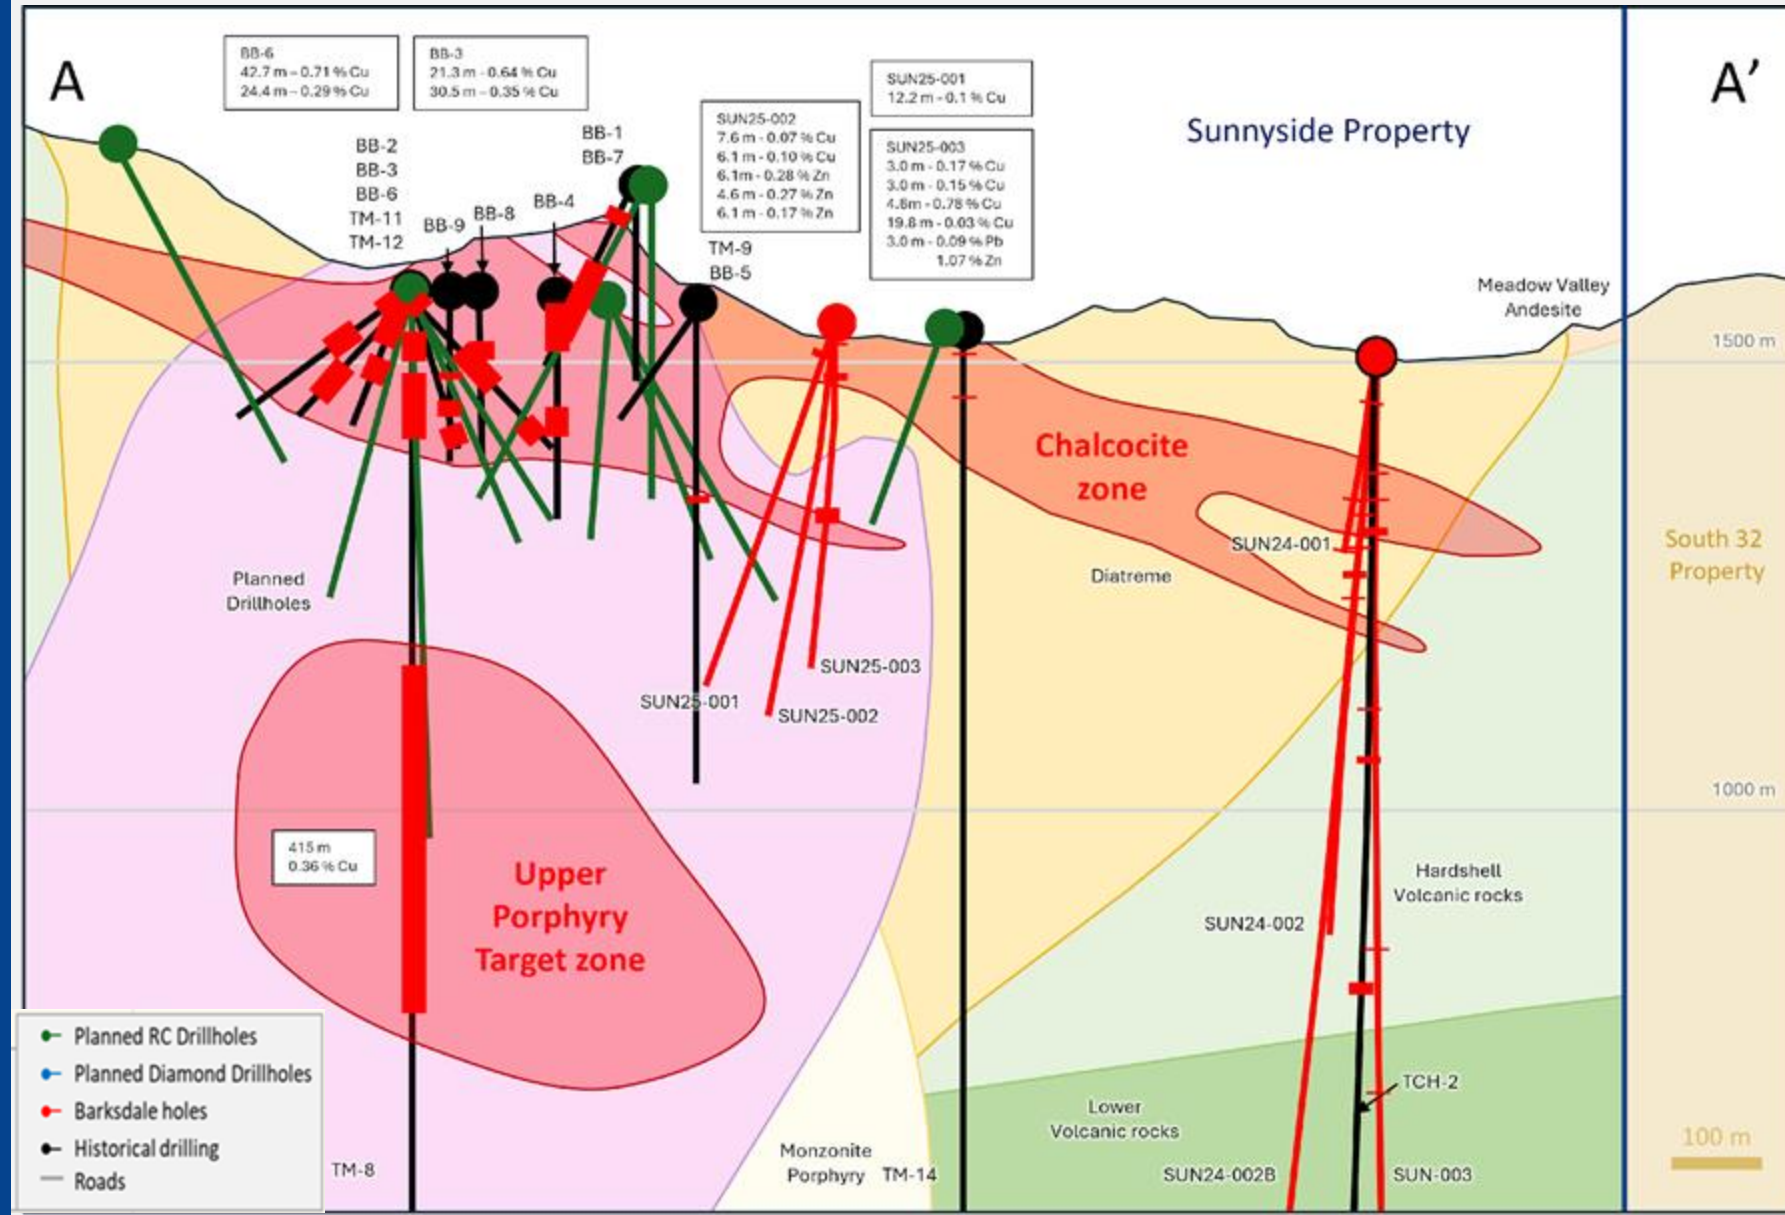 A
A’
BB-6
42.7 m – 0.71 % Cu
24.4 m – 0.29 % Cu
BB-3
21.3 m - 0.64 % Cu
30.5 m – 0.35 % Cu
SUN25-001
12.2 m - 0.1 % Cu
SUN25-002
7.6 m - 0.07 % Cu
6.1 m - 0.10 % Cu
6.1m - 0.28 % Zn
4.6 m - 0.27 % Zn
6.1 m - 0.17 % Zn
SUN25-003
3.0 m - 0.17 % Cu
3.0 m - 0.15 % Cu
4.6m – 0.78 % Cu
19.8 m - 0.03 % Cu
3.0 m - 0.09 % Pb
1.07 % Zn
Sunnyside Property
BB-2
BB-3
BB-6
TM-11
TM-12
BB-9
BB-8
BB-4
BB-1
BB-7
TM-9
BB-5
Meadow Valley
Andesite
1500 m
Chalcocite
zone
SUN24-001
Diatreme
South 32
Property
Planned
Drillholes
SUN25-003
SUN25-001
SUN25-002
1000 m
415 m
0.36 % Cu
Upper
Porphyry
Target zone
Hardshell
Volcanic rocks
SUN24-002
Planned RC Drillholes
Planned Diamond Drillholes
Barksdale holes
Historical drilling
Roads
TCH-2
Lower
Volcanic rocks
100 m
TM-8
Monzonite
Porphyry
TM-14
SUN24-002B
SUN-003